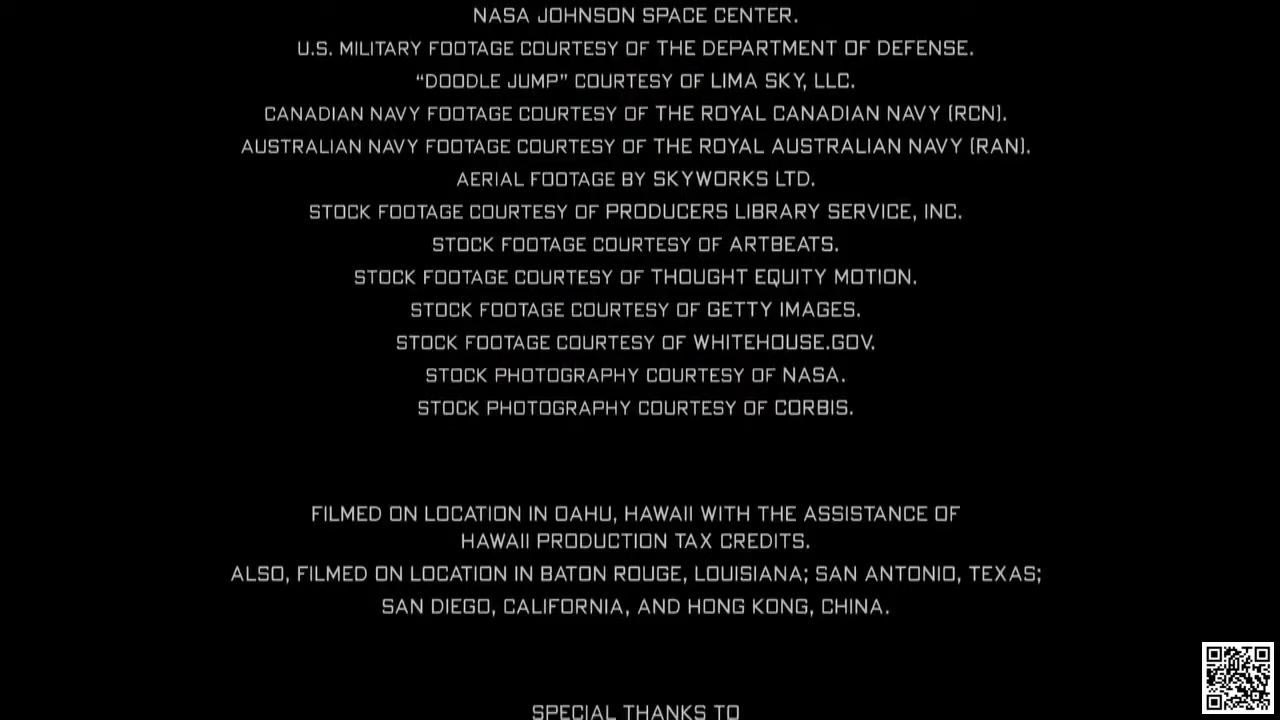 NASA JOHNSON SPACE CENTER.
U.S. MILITARY FOOTAGE COURTESY OF THE DEPARTMENT OF DEFENSE.
“DOODLE JUMP” COURTESY OF LIMA SKY, LLC.
CANADIAN NAVY FOOTAGE COURTESY OF THE ROYAL CANADIAN NAVY (RCN).
AUSTRALIAN NAVY FOOTAGE COURTESY OF THE ROYAL AUSTRALIAN NAVY (RAN).
AERIAL FOOTAGE BY SKYWORKS LTD.
STOCK FOOTAGE COURTESY OF PRODUCERS LIBRARY SERVICE, INC.
STOCK FOOTAGE COURTESY OF ARTBEATS.
STOCK FOOTAGE COURTESY OF THOUGHT EQUITY MOTION.
STOCK FOOTAGE COURTESY OF GETTY IMAGES.
STOCK FOOTAGE COURTESY OF WHITEHOUSE.GOV.
STOCK PHOTOGRAPHY COURTESY OF NASA.
STOCK PHOTOGRAPHY COURTESY OF CORBIS.
FILMED ON LOCATION IN OAHU, HAWAII WITH THE ASSISTANCE OF
HAWAII PRODUCTION TAX CREDITS.
ALSO, FILMED ON LOCATION IN BATON ROUGE, LOUISIANA; SAN ANTONIO, TEXAS;
SAN DIEGO, CALIFORNIA, AND HONG KONG, CHINA.
SPECIAL THANKS TO